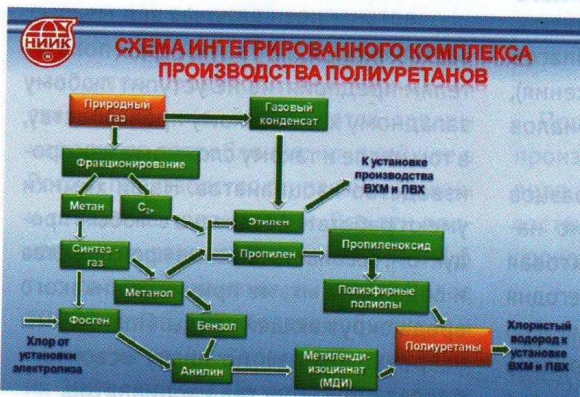 НИИК
СХЕМА ИНТЕГРИРОВАННОГО КОМПЛЕКСА
ПРОИЗВОДСТВА ПОЛИУРЕТАНОВ
Природный
газ
Газовый
конденсат
Фракционирование
К установке
производства
ВХМ и ПВХ
Метан
С2+
Этилен
Пропилен
Пропиленоксид
Синтез -
газ
Метанол
Полиэфирные
полиолы
Фосген
Бензол
Хлор от
установки
электролиза
Анилин
Метиленди-
изоцианат
(МДИ)
Полиуретаны
Хлористый
водород к
установке
ВХМ и ПВХ